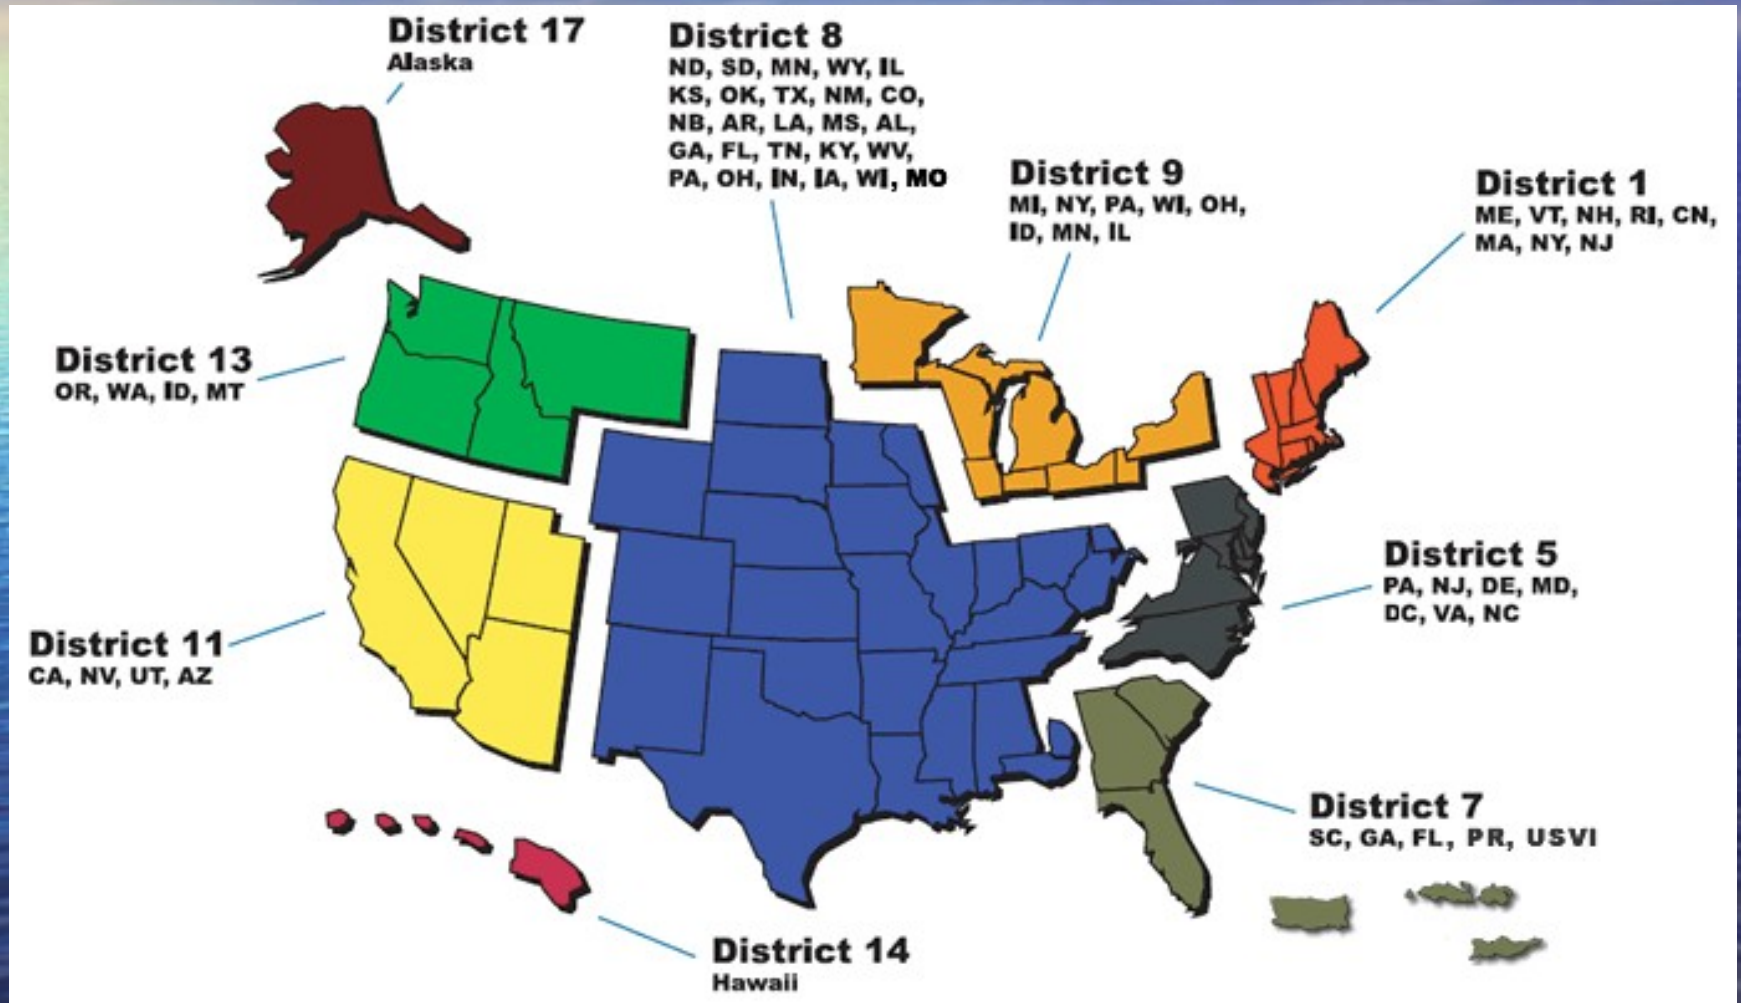 District 17
Alaska
District 8
ND, SD, MN, WY, IL
KS, OK, TX, NM, CO,
NB, AR, LA, MS, AL,
GA, FL, TN, KY, WV,
PA, OH, IN, IA, WI, MO
District 9
MI, NY, PA, WI, OH,
ID, MN, IL
District 1
ME, VT, NH, RI, CN,
MA, NY, NJ
District 13
OR, WA, ID, MT
District 5
PA, NJ, DE, MD,
DC, VA, NC
District 11
CA, NV, UT, AZ
District 7
SC, GA, FL, PR, USVI
District 14
Hawaii